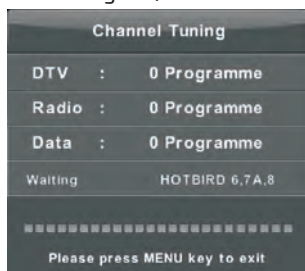 Channel Tuning
DTV : 0 Programme
Radio : 0 Programme
Data : 0 Programme
Waiting HOTBIRD 6,7A,8
Please press MENU key to exit